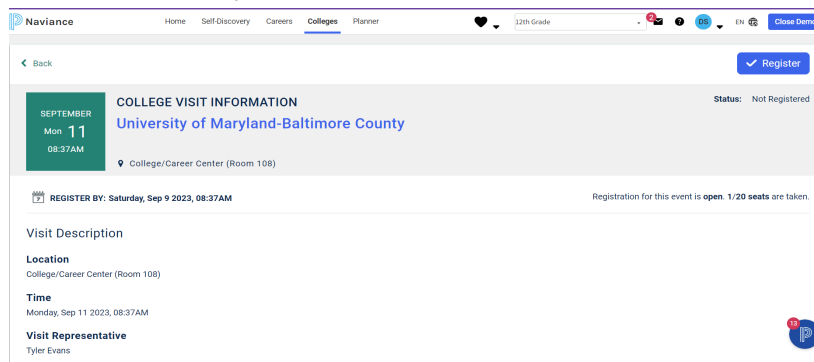 Naviance
Home Self-Discovery Careers Colleges Planner
12th Grade
2
DS
EN
Close Demo
Back
Register
SEPTEMBER
Mon 11
08:37AM
COLLEGE VISIT INFORMATION
University of Maryland-Baltimore County
College/Career Center (Room 108)
Status: Not Registered
7
REGISTER BY: Saturday, Sep 9 2023, 08:37AM
Registration for this event is open. 1/20 seats are taken.
Visit Description
Location
College/Career Center (Room 108)
Time
Monday, Sep 11 2023, 08:37AM
Visit Representative
Tyler Evans
13